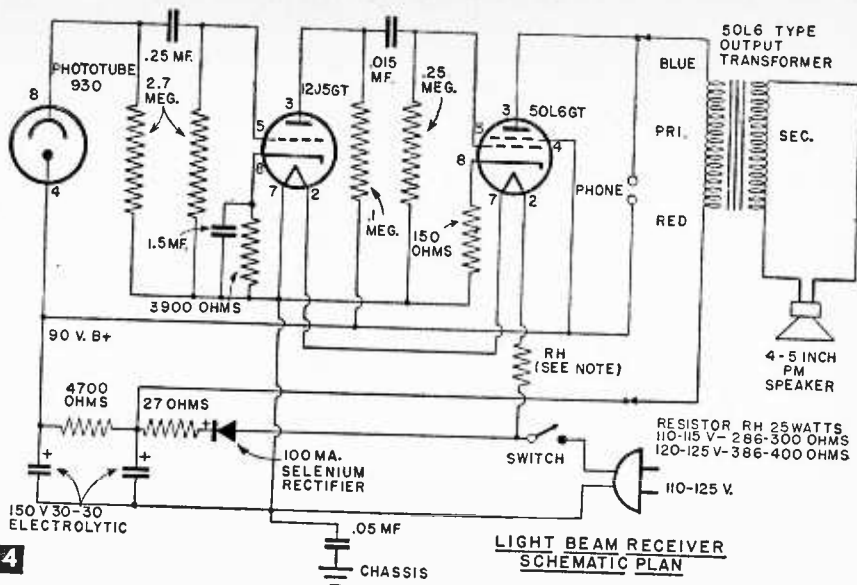 .25 MF.
PHOTOTUBE
930
8
4
2.7
MEG.
1.5 MF.
3900 OHMS
12J5GT
3
5
8
7
2
.015
MF.
.25
MEG.
.1
MEG.
50L6GT
3
5
4
8
7
2
150
OHMS
PHONE
BLUE
PRI.
RED
50L6 TYPE
OUTPUT
TRANSFORMER
SEC.
4-5 INCH
PM
SPEAKER
90 V. B+
RH
(SEE NOTE)
4700
OHMS
27 OHMS
+
+
+
100 MA.
SELENIUM
RECTIFIER
SWITCH
RESISTOR RH 25 WATTS
110-115 V-286-300 OHMS
120-125 V-386-400 OHMS
110-125 V.
150 V 30-30
ELECTROLYTIC
.05 MF
CHASSIS
LIGHT BEAM RECEIVER
SCHEMATIC PLAN
4